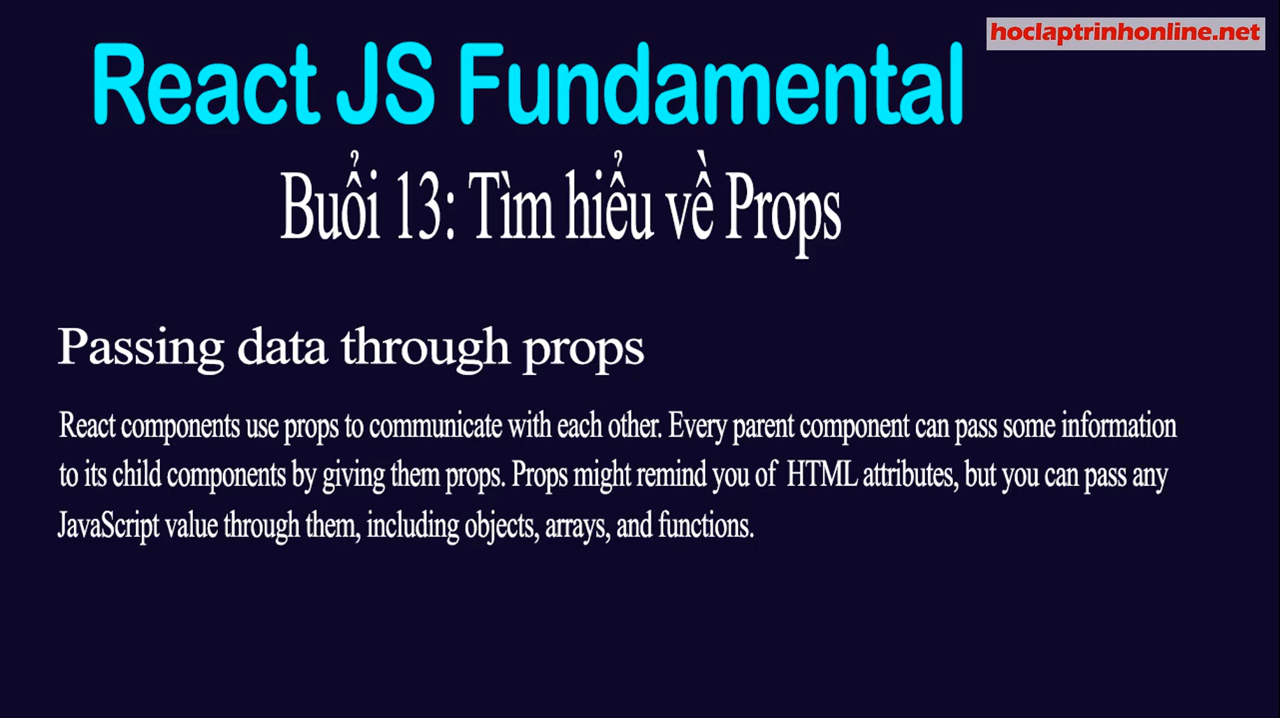 hoclaptrinhonline.net
React JS Fundamental
Buổi 13: Tìm hiểu về Props
Passing data through props
React components use props to communicate with each other. Every parent component can pass some information
to its child components by giving them props. Props might remind you of HTML attributes, but you can pass any
JavaScript value through them, including objects, arrays, and functions.